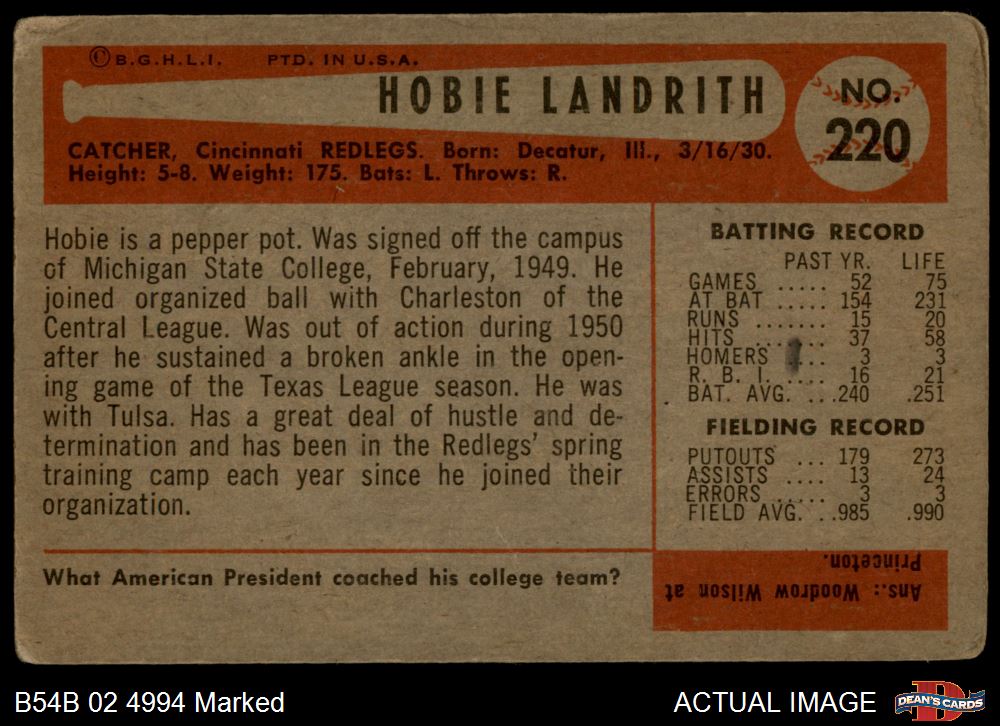 ©B.G.H.L.I. PTD. IN U.S.A.
HOBIE LANDRITH
NO.
220
CATCHER, Cincinnati REDLEGS. Born: Decatur, Ill., 3/16/30.
Height: 5-8. Weight: 175. Bats: L. Throws: R.
Hobie is a pepper pot. Was signed off the campus
of Michigan State College, February, 1949. He
joined organized ball with Charleston of the
Central League. Was out of action during 1950
after he sustained a broken ankle in the open-
ing game of the Texas League season. He was
with Tulsa. Has a great deal of hustle and de-
termination and has been in the Redlegs' spring
training camp each year since he joined their
organization.
What American President coached his college team?
BATTING RECORD
PAST YR. LIFE
GAMES ..... 52 75
AT BAT ..... 154 231
RUNS ....... 15 20
HITS ....... 37 58
HOMERS ... 3 3
R. B. I. .... 16 21
BAT. AVG. ... .240 .251
FIELDING RECORD
PUTOUTS ... 179 273
ASSISTS .... 13 24
ERRORS ..... 3 3
FIELD AVG. ..985 .990
Ans.: Woodrow Wilson at
Princeton.
B54B 02 4994 Marked
ACTUAL IMAGE
DEAN'S CARDS